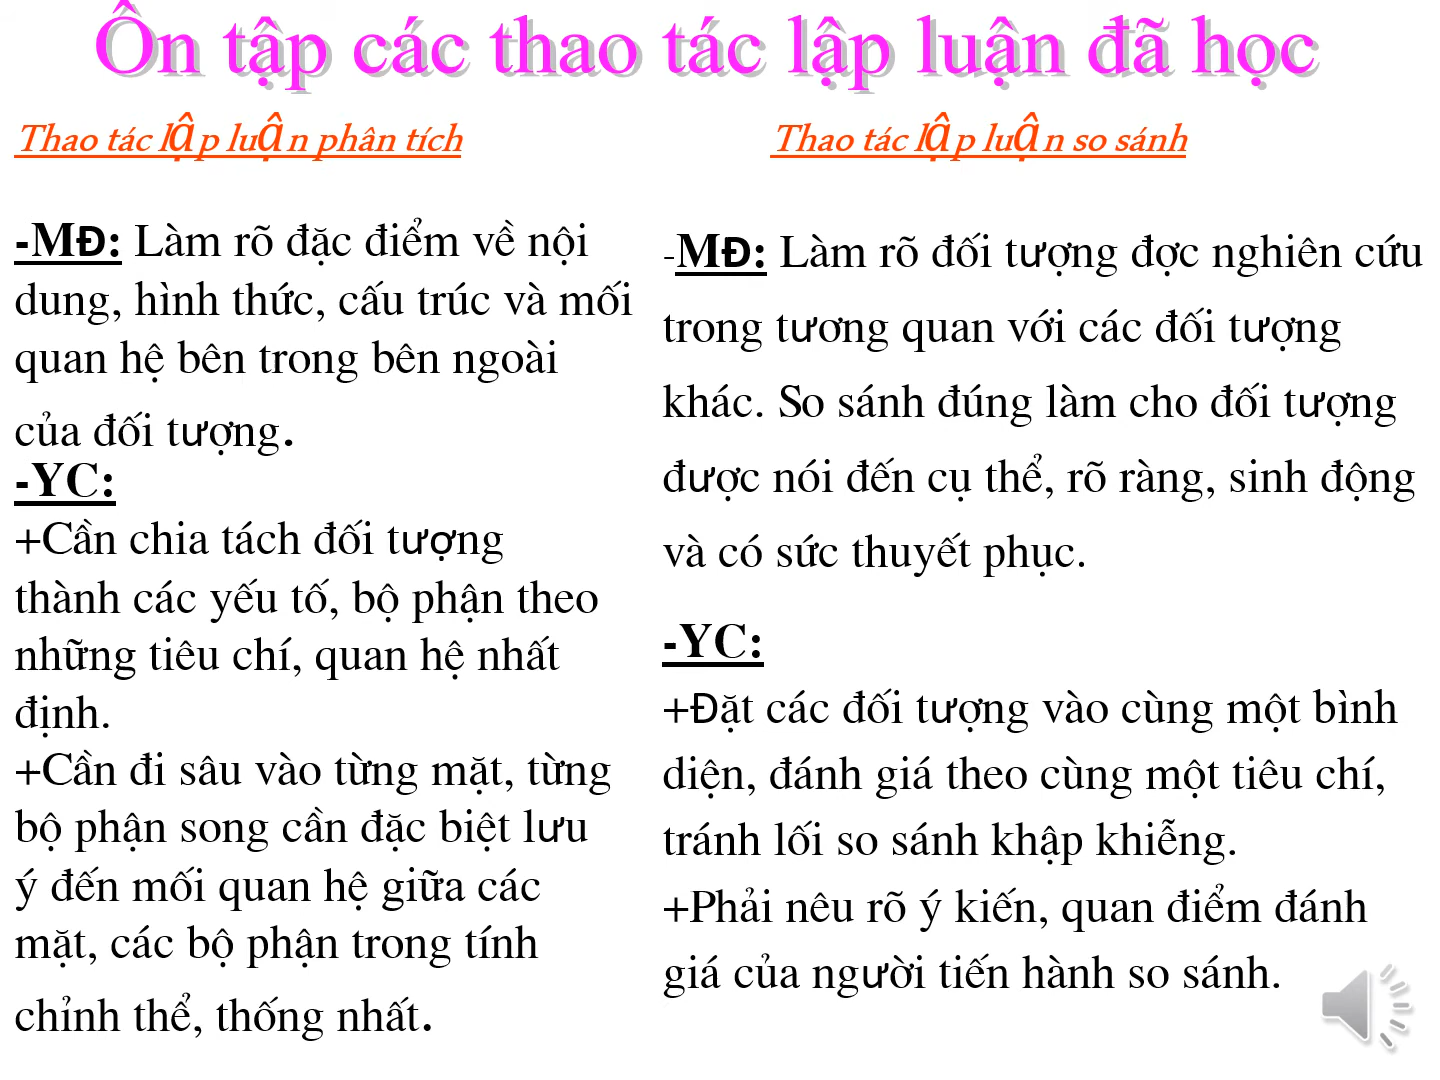 Ôn tập các thao tác lập luận đã học
Thao tác lập luận phân tích
-MĐ: Làm rõ đặc điểm về nội
dung, hình thức, cấu trúc và mối
quan hệ bên trong bên ngoài
của đối tượng.
-YC:
+Cần chia tách đối tượng
thành các yếu tố, bộ phận theo
những tiêu chí, quan hệ nhất
định.
+Cần đi sâu vào từng mặt, từng
bộ phận song cần đặc biệt lưu
ý đến mối quan hệ giữa các
mặt, các bộ phận trong tính
chỉnh thể, thống nhất.
Thao tác lập luận so sánh
-MĐ: Làm rõ đối tượng đợc nghiên cứu
trong tương quan với các đối tượng
khác. So sánh đúng làm cho đối tượng
được nói đến cụ thể, rõ ràng, sinh động
và có sức thuyết phục.
-YC:
+Đặt các đối tượng vào cùng một bình
diện, đánh giá theo cùng một tiêu chí,
tránh lối so sánh khập khiễng.
+Phải nêu rõ ý kiến, quan điểm đánh
giá của người tiến hành so sánh.